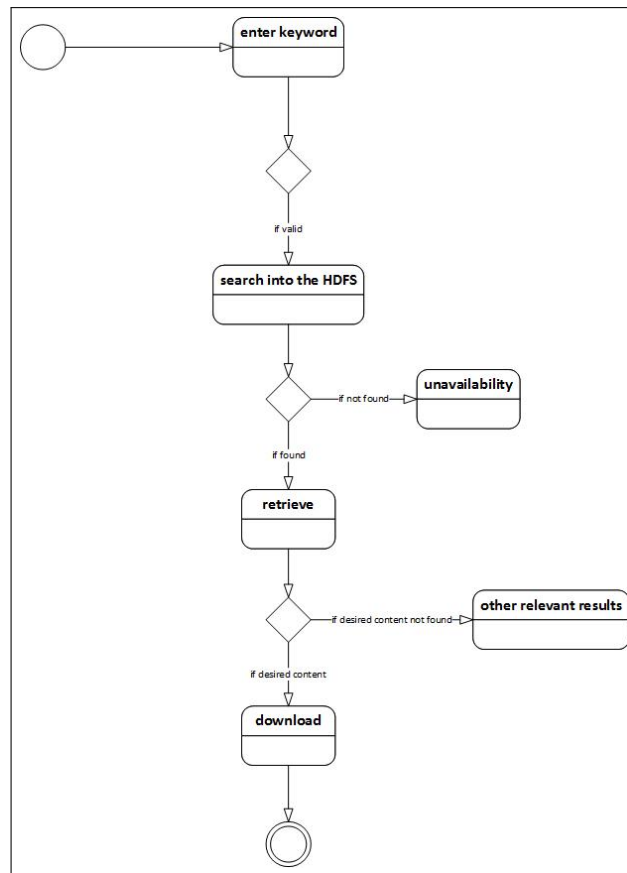 enter keyword
if valid
search into the HDFS
unavailability
if not found
if found
retrieve
other relevant results
if desired content not found
if desired content
download